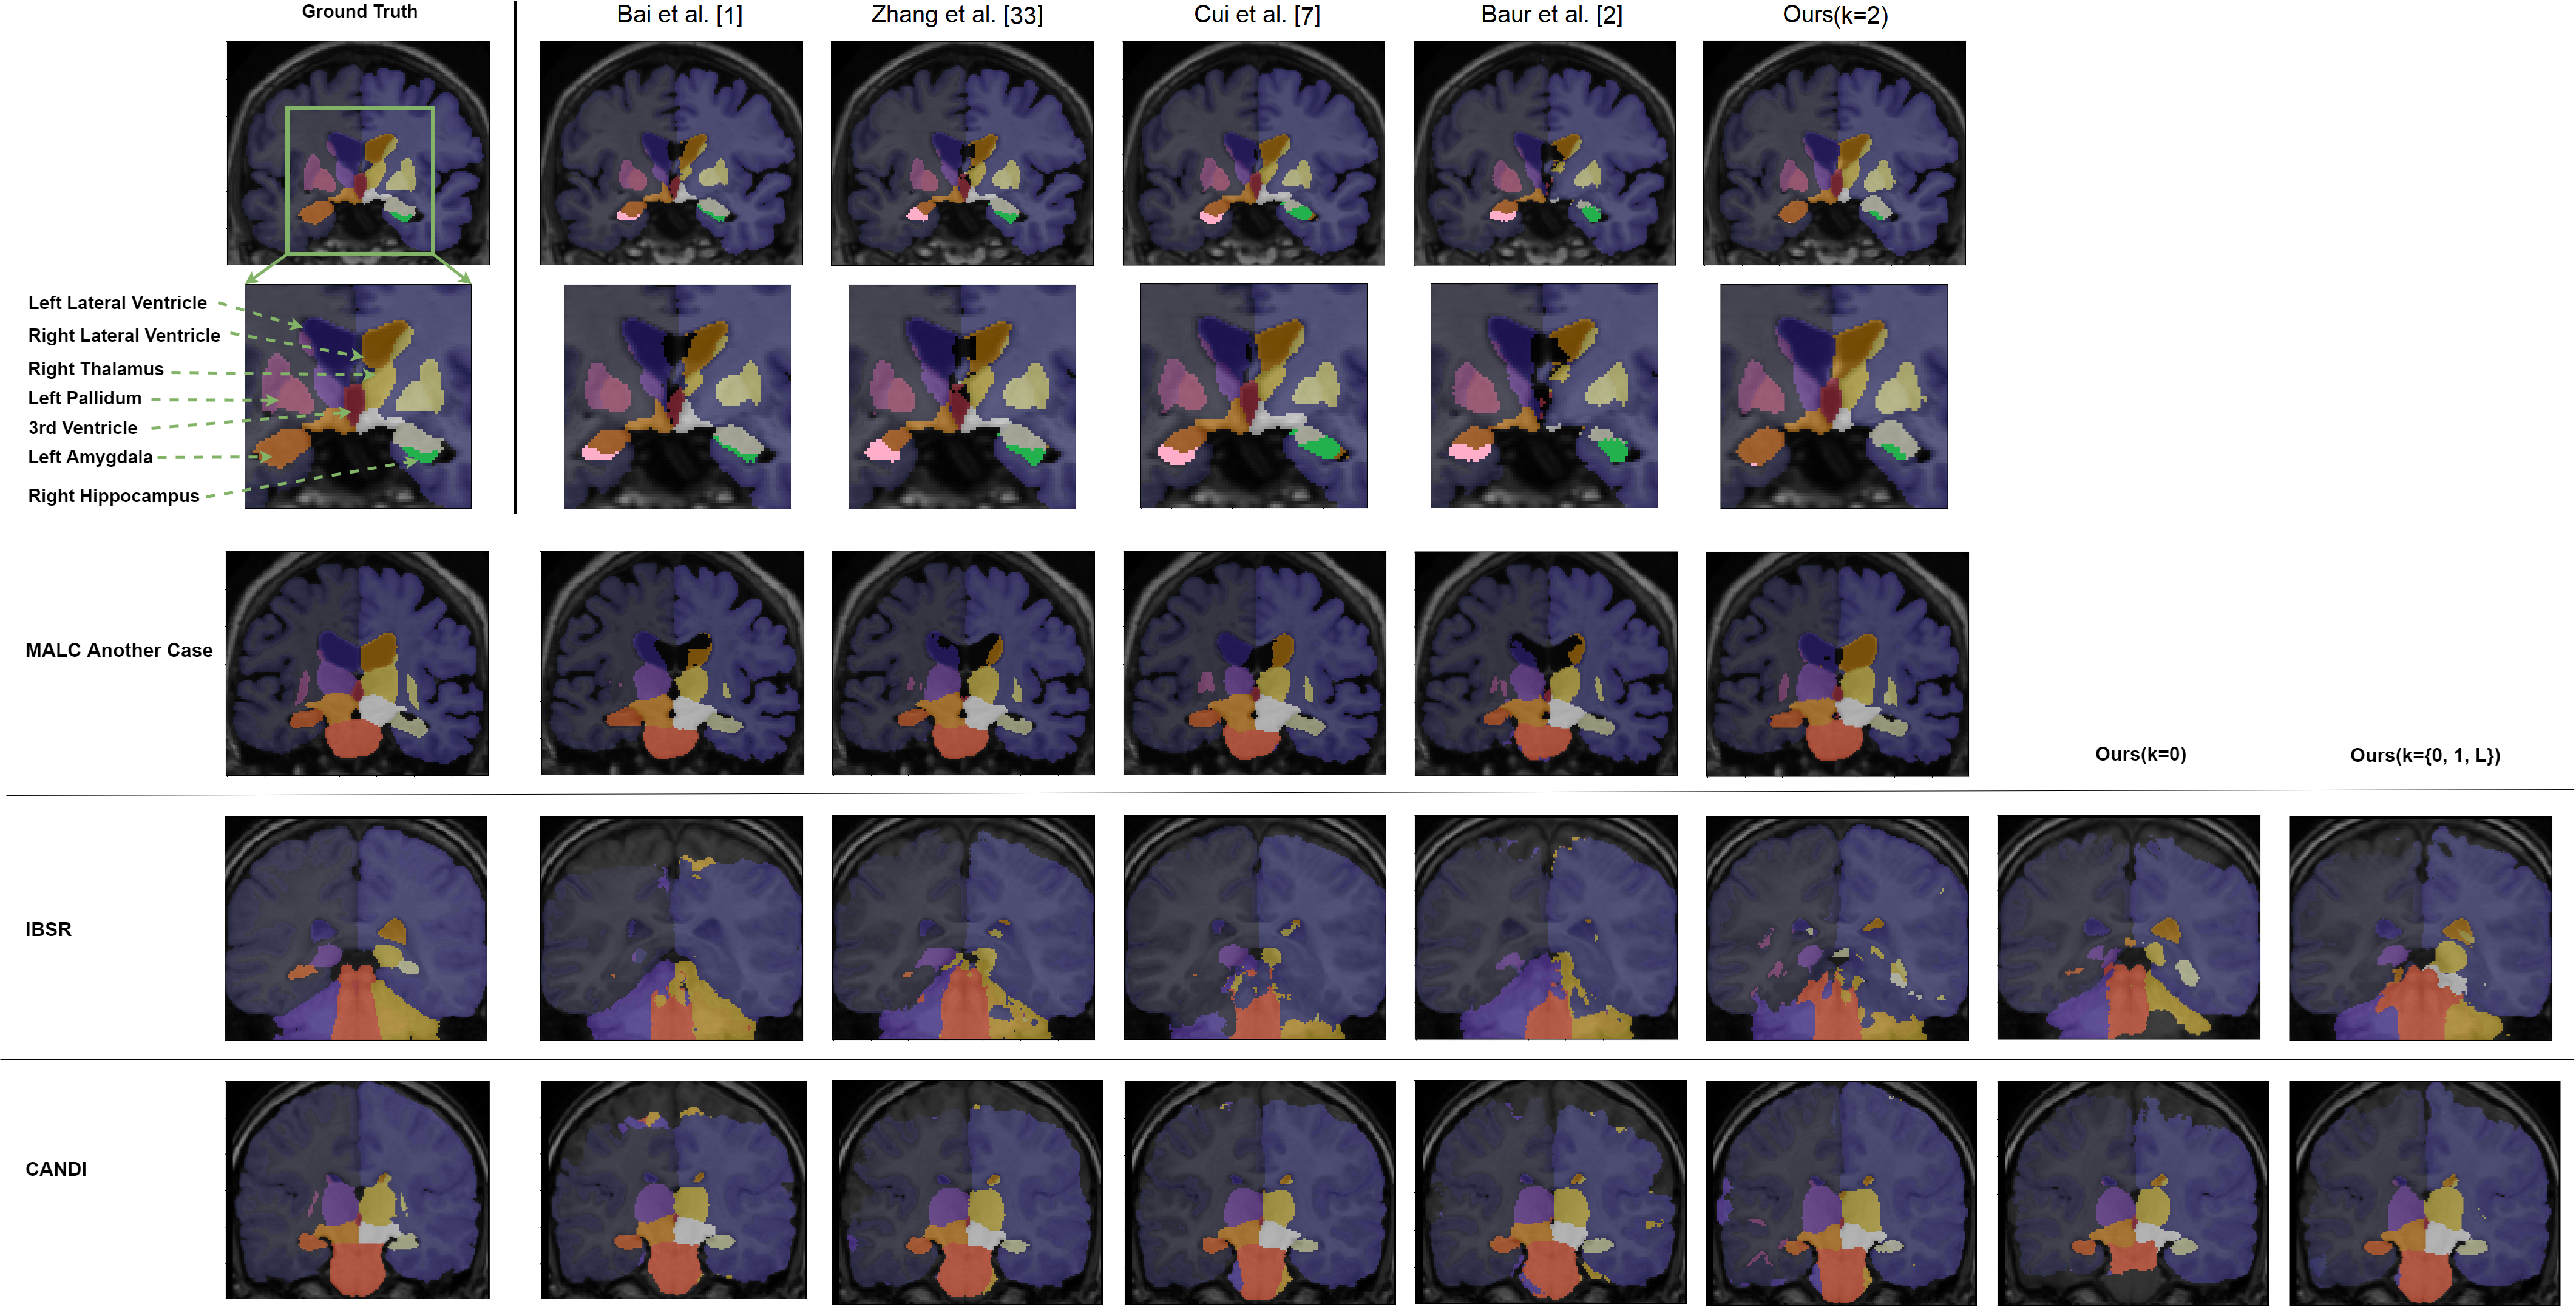 Ground Truth
Bai et al. [1]
Zhang et al. [33]
Cui et al. [7]
Baur et al. [2]
Ours(k=2)
Left Lateral Ventricle
Right Lateral Ventricle
Right Thalamus
Left Pallidum
3rd Ventricle
Left Amygdala
Right Hippocampus
MALC Another Case
Ours(k=0)
Ours(k={0, 1, L})
IBSR
CANDI